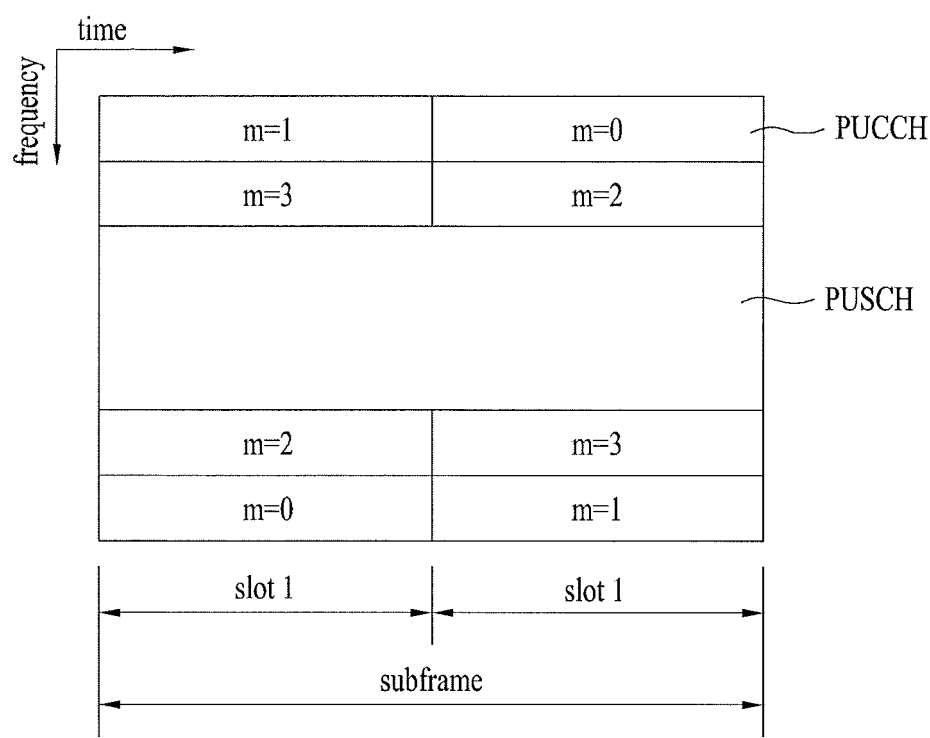 time
frequency
m=1
m=0
PUCCH
m=3
m=2
PUSCH
m=2
m=3
m=0
m=1
slot 1
slot 1
subframe